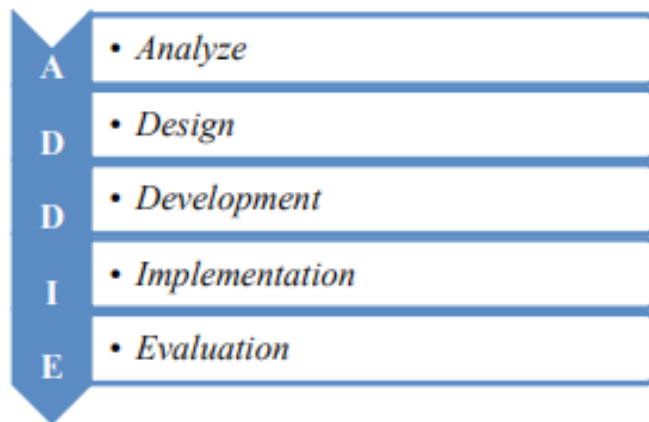 A • Analyze
D • Design
D • Development
I • Implementation
E • Evaluation